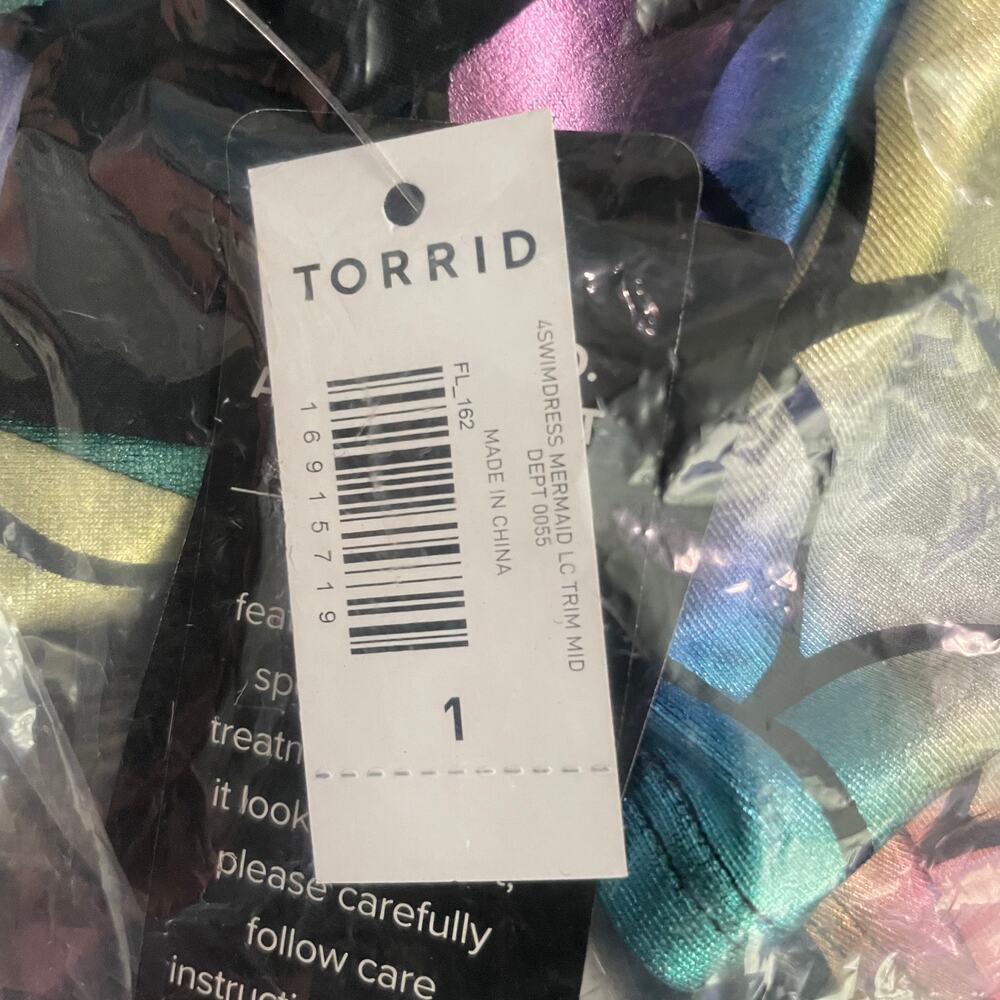 TORRID
4SWIMDRESS MERMAID LC TRIM MID
DEPT 0055
MADE IN CHINA
FL_162
16915719
1
please carefully
follow care